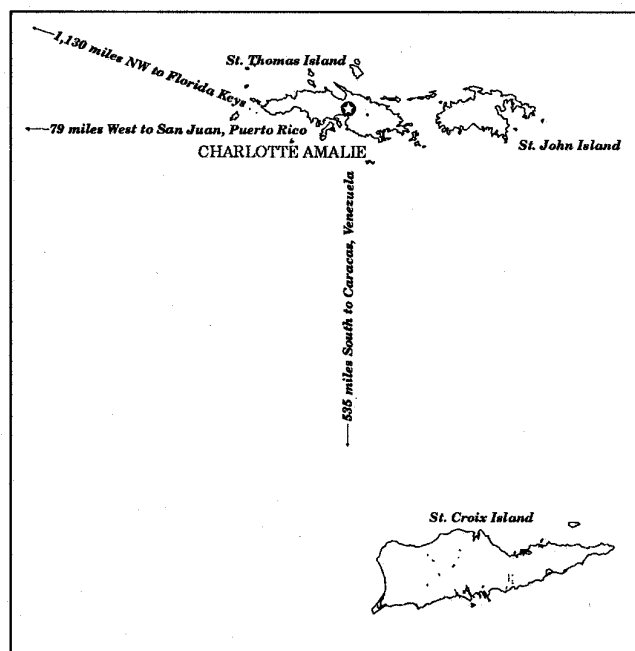 1,130 miles NW to Florida Keys
St. Thomas Island
79 miles West to San Juan, Puerto Rico
CHARLOTTE AMALIE
St. John Island
535 miles South to Caracas, Venezuela
St. Croix Island